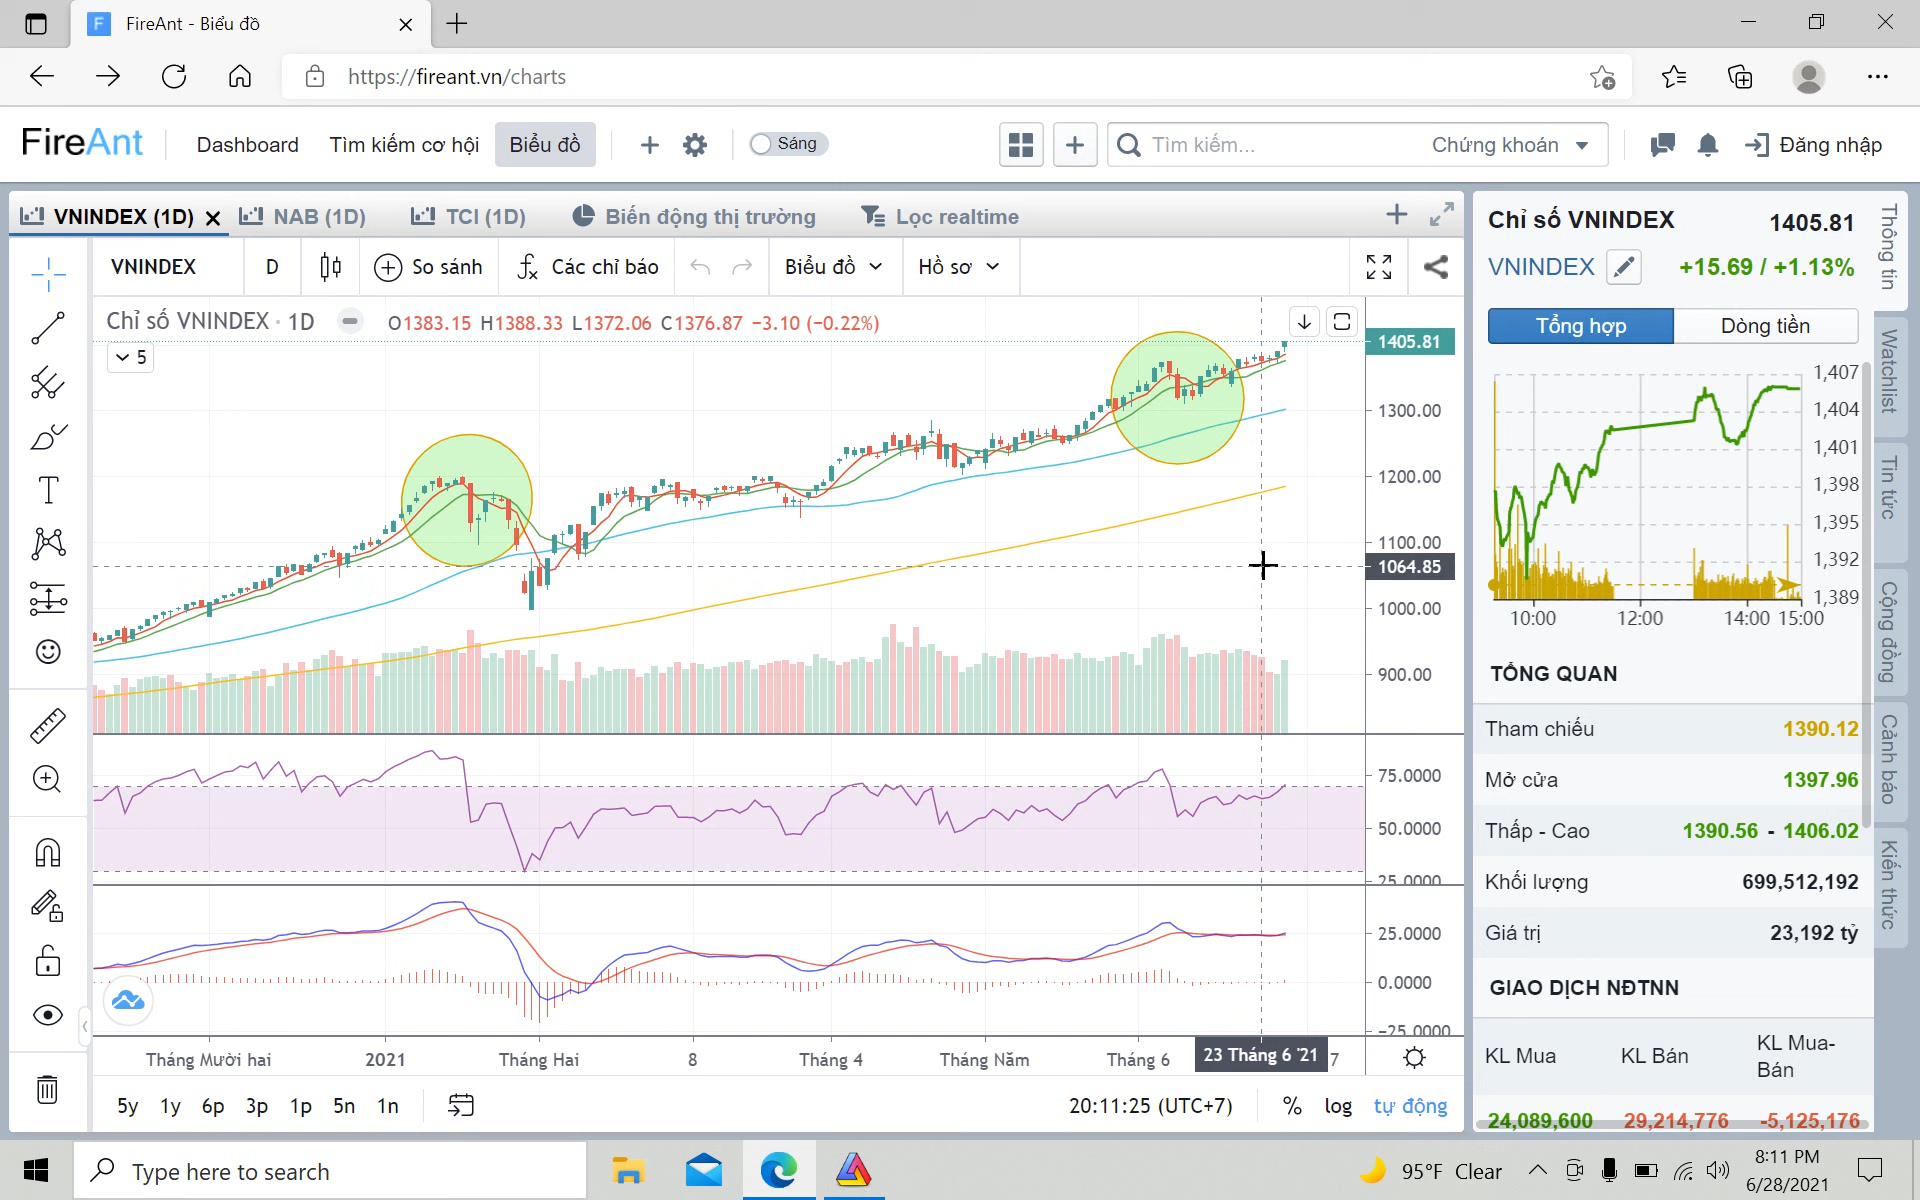 FireAnt - Biểu đồ
https://fireant.vn/charts
FireAnt Dashboard Tìm kiếm cơ hội Biểu đồ Sáng Tìm kiếm... Chứng khoán Đăng nhập
VNINDEX (1D) NAB (1D) TCI (1D) Biến động thị trường Lọc realtime
VNINDEX D So sánh Các chỉ báo Biểu đồ Hồ sơ
Chỉ số VNINDEX · 1D O1383.15 H1388.33 L1372.06 C1376.87 −3.10 (−0.22%)
5
1405.81
1300.00
1200.00
1100.00
1064.85
1000.00
900.00
75.0000
50.0000
25.0000
25.0000
0.0000
−25.0000
Tháng Mười hai 2021 Tháng Hai 8 Tháng 4 Tháng Năm Tháng 6 23 Tháng 6 '21 7
5y 1y 6p 3p 1p 5n 1n 20:11:25 (UTC+7) % log tự động
Chỉ số VNINDEX 1405.81
VNINDEX +15.69 / +1.13%
Tổng hợp Dòng tiền
1,407
1,404
1,401
1,398
1,395
1,392
1,389
10:00 12:00 14:00 15:00
TỔNG QUAN
Tham chiếu 1390.12
Mở cửa 1397.96
Thấp - Cao 1390.56 - 1406.02
Khối lượng 699,512,192
Giá trị 23,192 tỷ
GIAO DỊCH NĐTNN
KL Mua KL Bán KL Mua-
Bán
24,089,600 29,214,776 -5,125,176
Thông tin
Watchlist
Tin tức
Cộng đồng
Cảnh báo
Kiến thức
Type here to search
95°F Clear
8:11 PM
6/28/2021